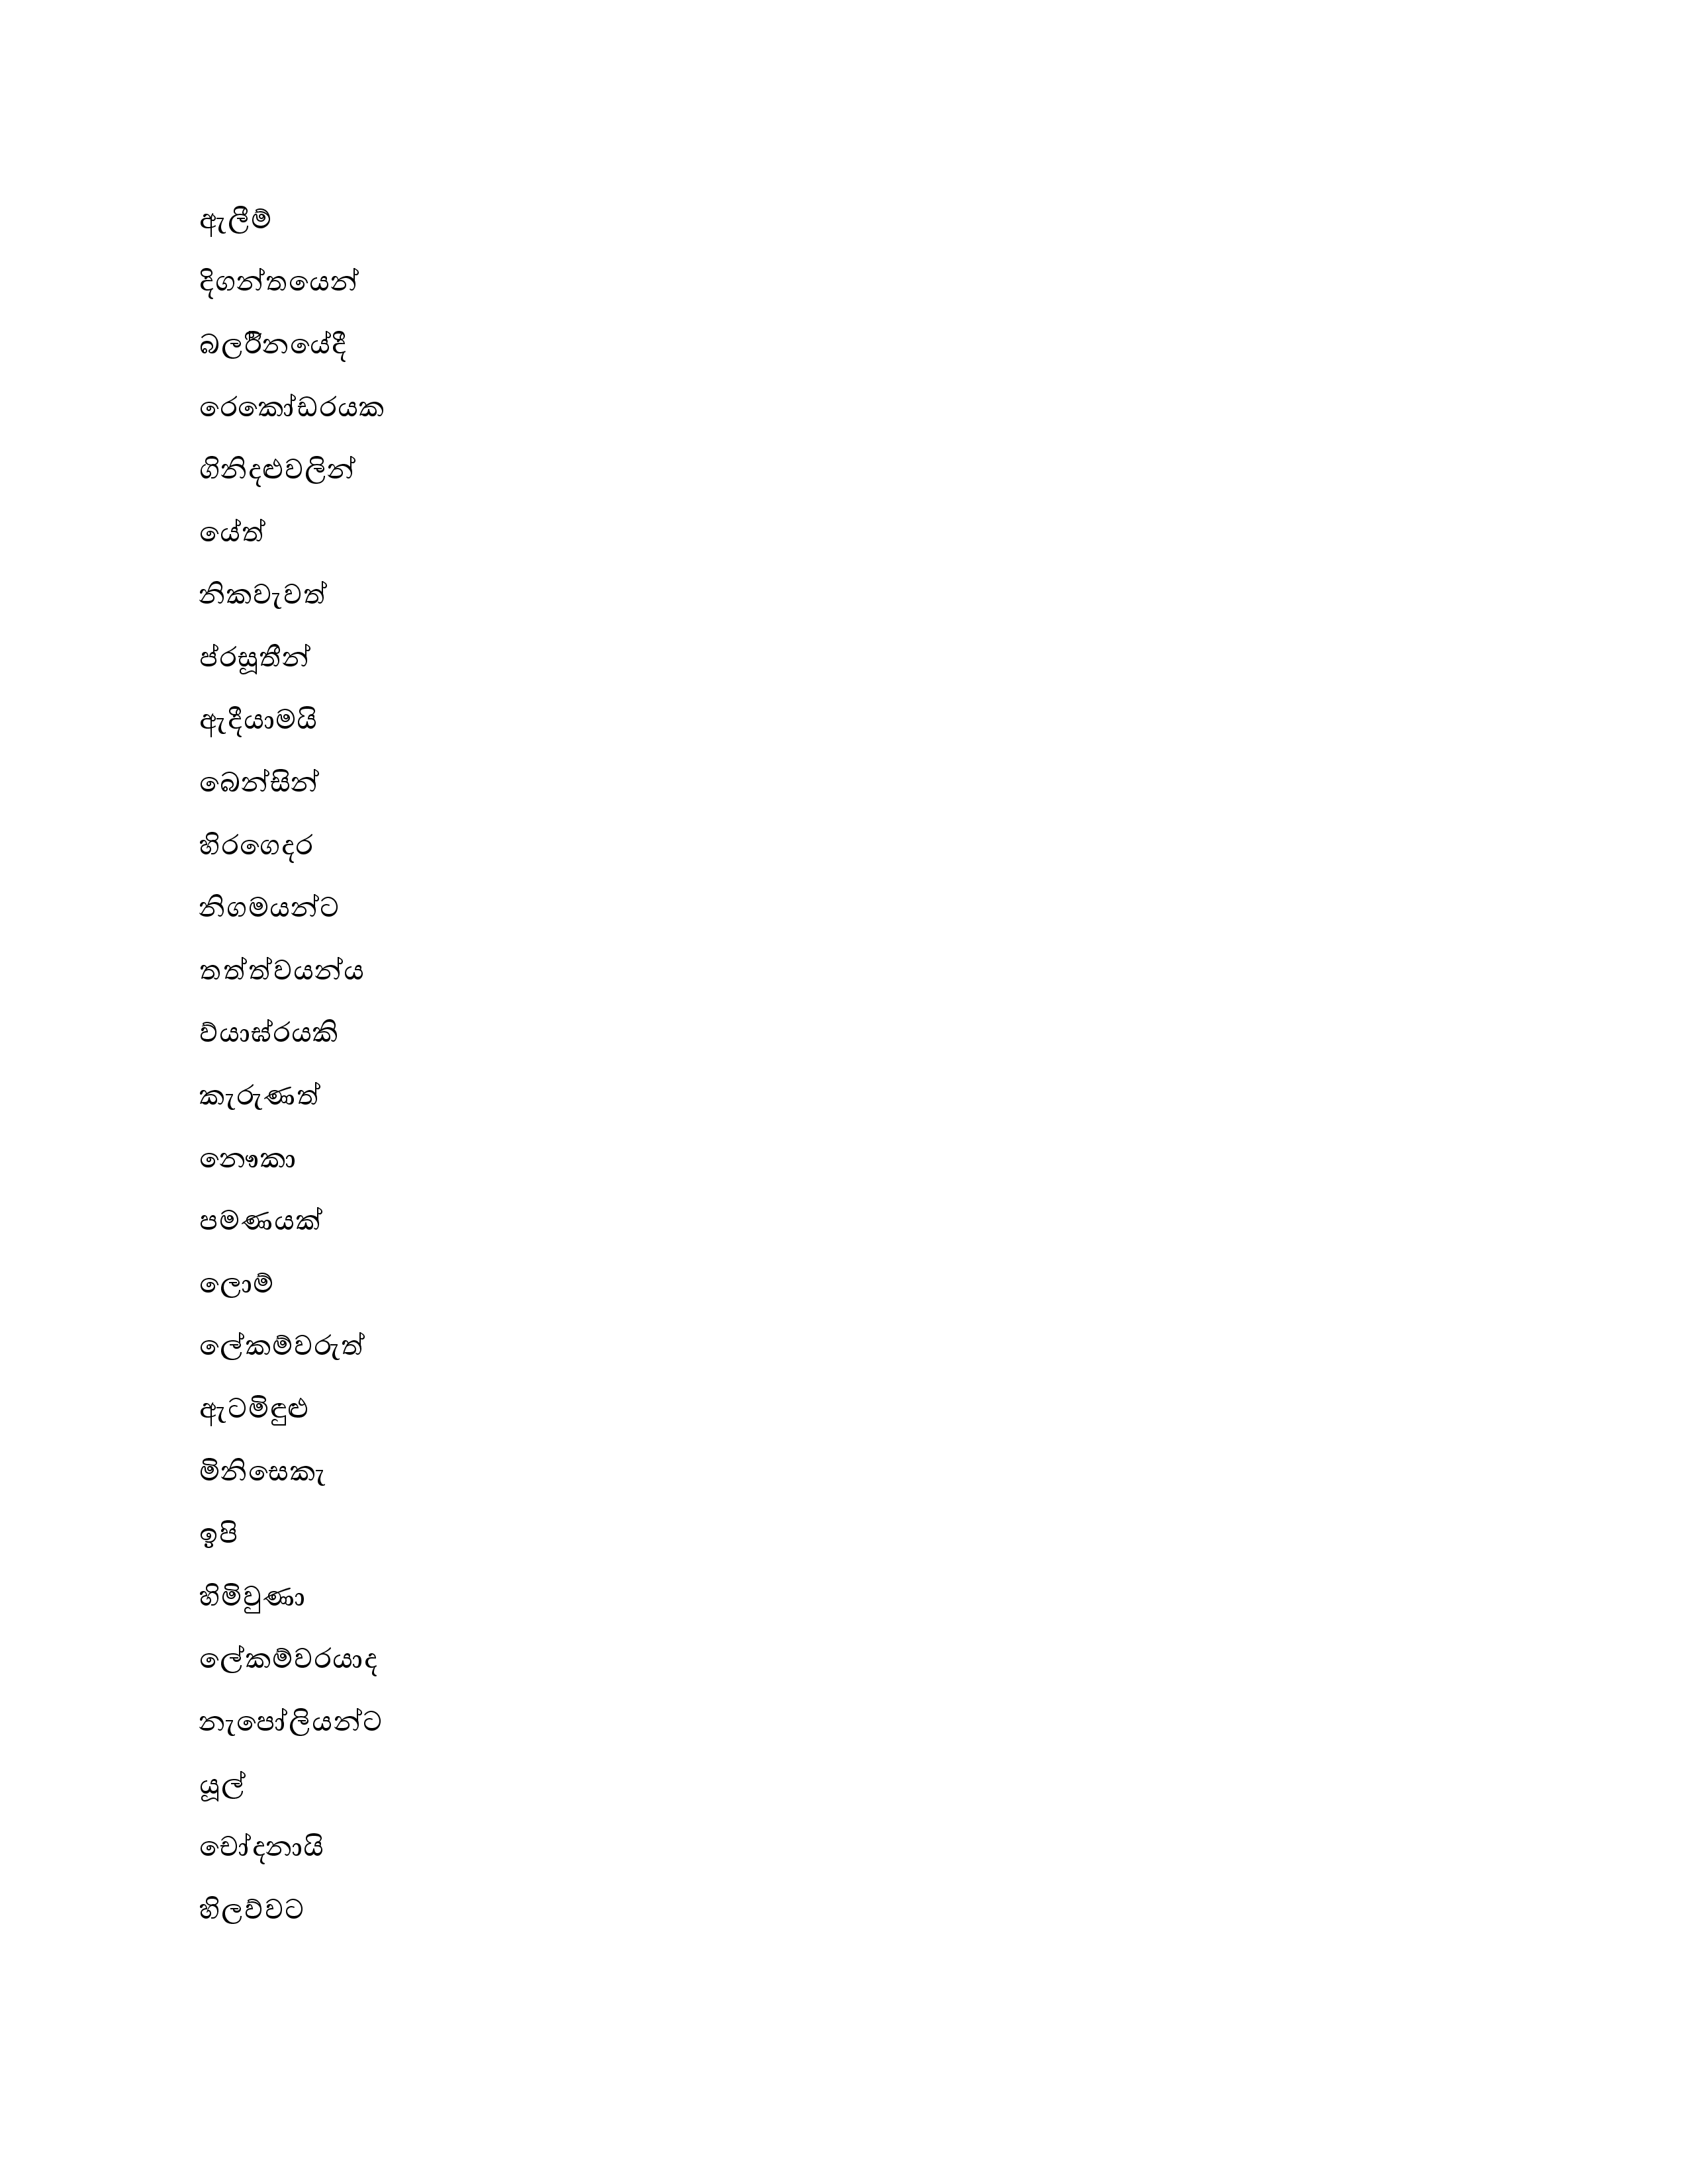 ඇලීම්
දිගන්තයෙන්
බලර්‍ීනයේදී
රෙකෝඩරයක
ගිනිදළුවලින්
යේත්
නිකවැවත්
ප්රසූතීන්
ඇදීයාමයි
බෙන්සින්
හිරගෙදර
නිගමයන්ට
තත්ත්වයන්ය
ව්යාඝ්රයකි
කැරුණත්
නෞකා
පමණයක්
ලොම්
ලේකම්වරුත්
ඇටමිඳුළු
මිනිසෙකැ
ඉපි
හිමිවුණා
ලේකම්වරයාද
නැපෝලියන්ට
යූල්
චෝදනායි
හිලව්වට